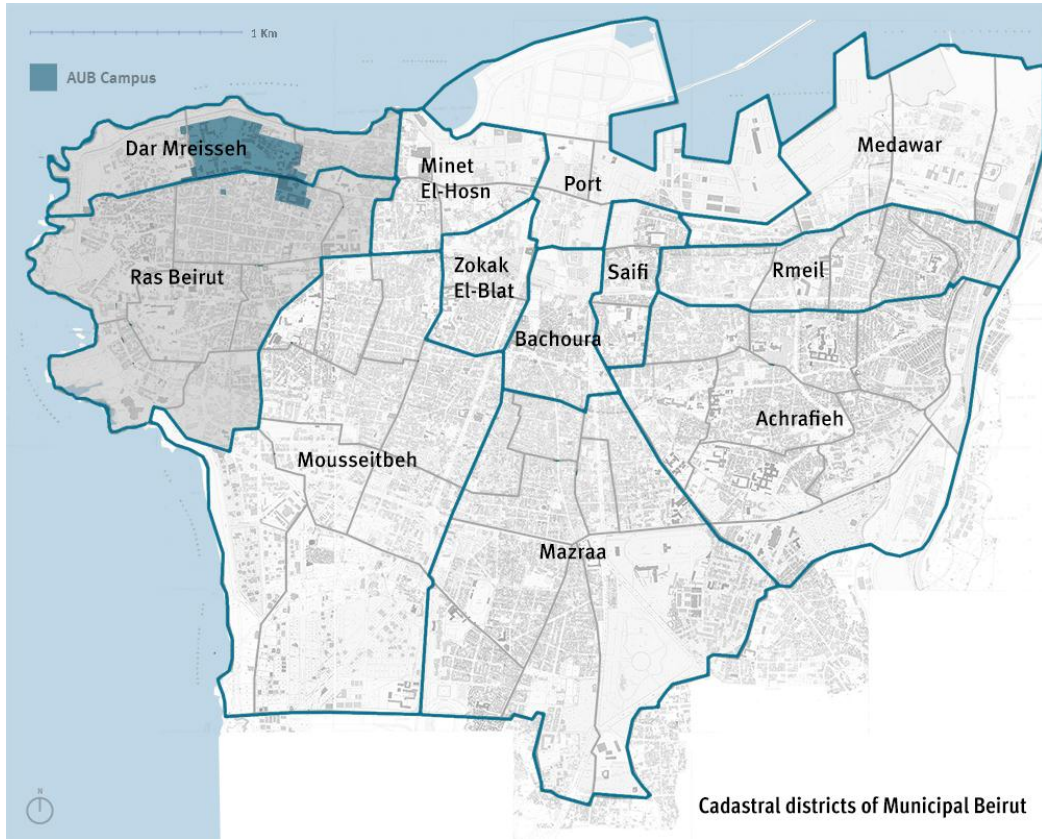 1 Km
AUB Campus
Dar Mreisseh
Minet
El-Hosn
Port
Medawar
Ras Beirut
Zokak
El-Blat
Saifi
Rmeil
Bachoura
Achrafieh
Mousseitbeh
Mazraa
N
Cadastral districts of Municipal Beirut